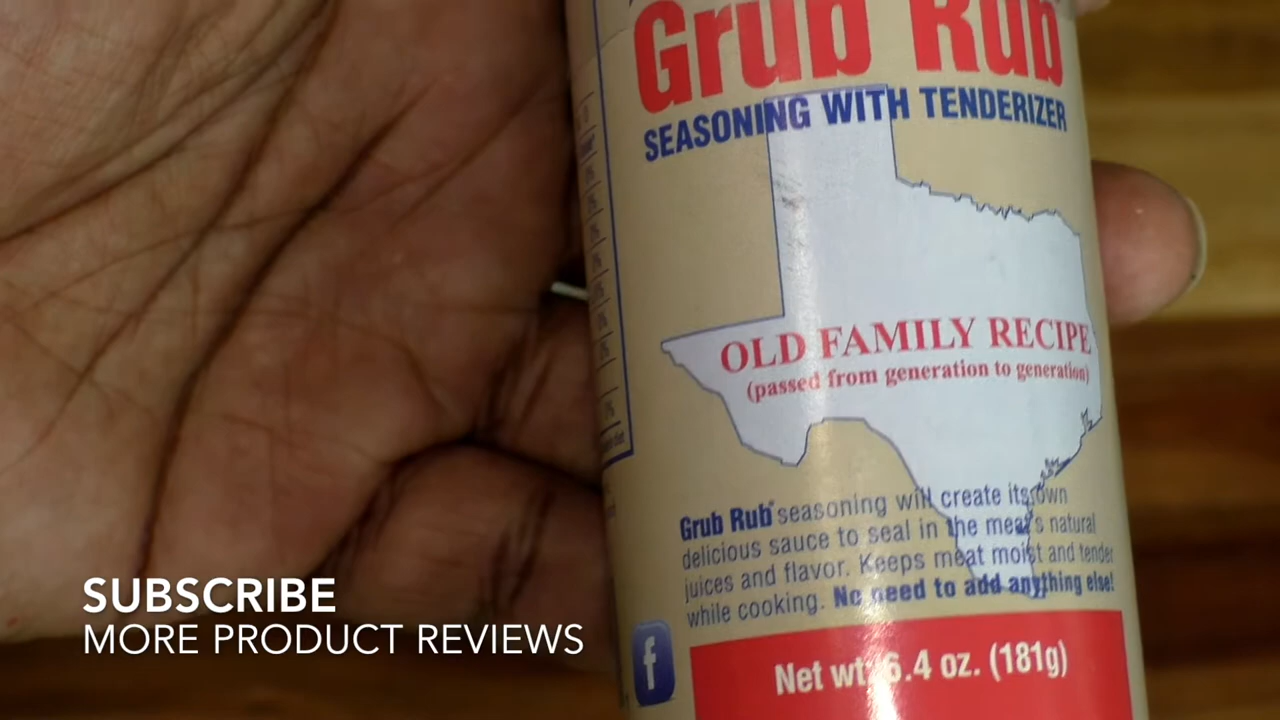 Grub Rub
SEASONING WITH TENDERIZER
OLD FAMILY RECIPE
(passed from generation to generation)
Grub Rub® seasoning will create its own
delicious sauce to seal in the meat's natural
juices and flavor. Keeps meat moist and tender
while cooking. No need to add anything else!
f
Net wt. 6.4 oz. (181g)
SUBSCRIBE
MORE PRODUCT REVIEWS